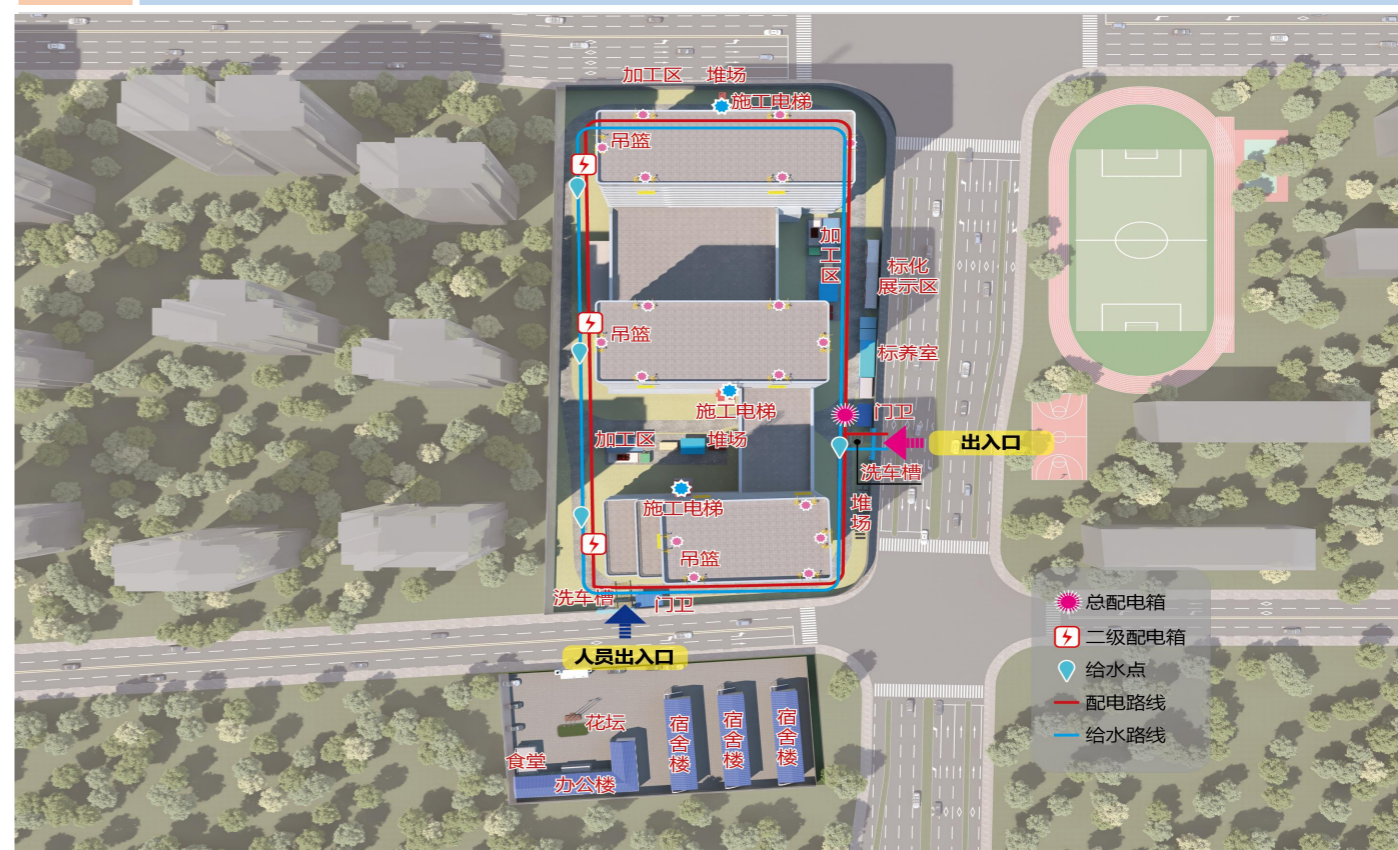 加工区
堆场
施工电梯
吊篮
加工区
标化
展示区
吊篮
标养室
施工电梯
门卫
加工区
堆场
出入口
洗车槽
施工电梯
堆场
吊篮
洗车槽
门卫
人员出入口
总配电箱
二级配电箱
给水点
配电路线
给水路线
花坛
宿舍楼
宿舍楼
宿舍楼
食堂
办公楼